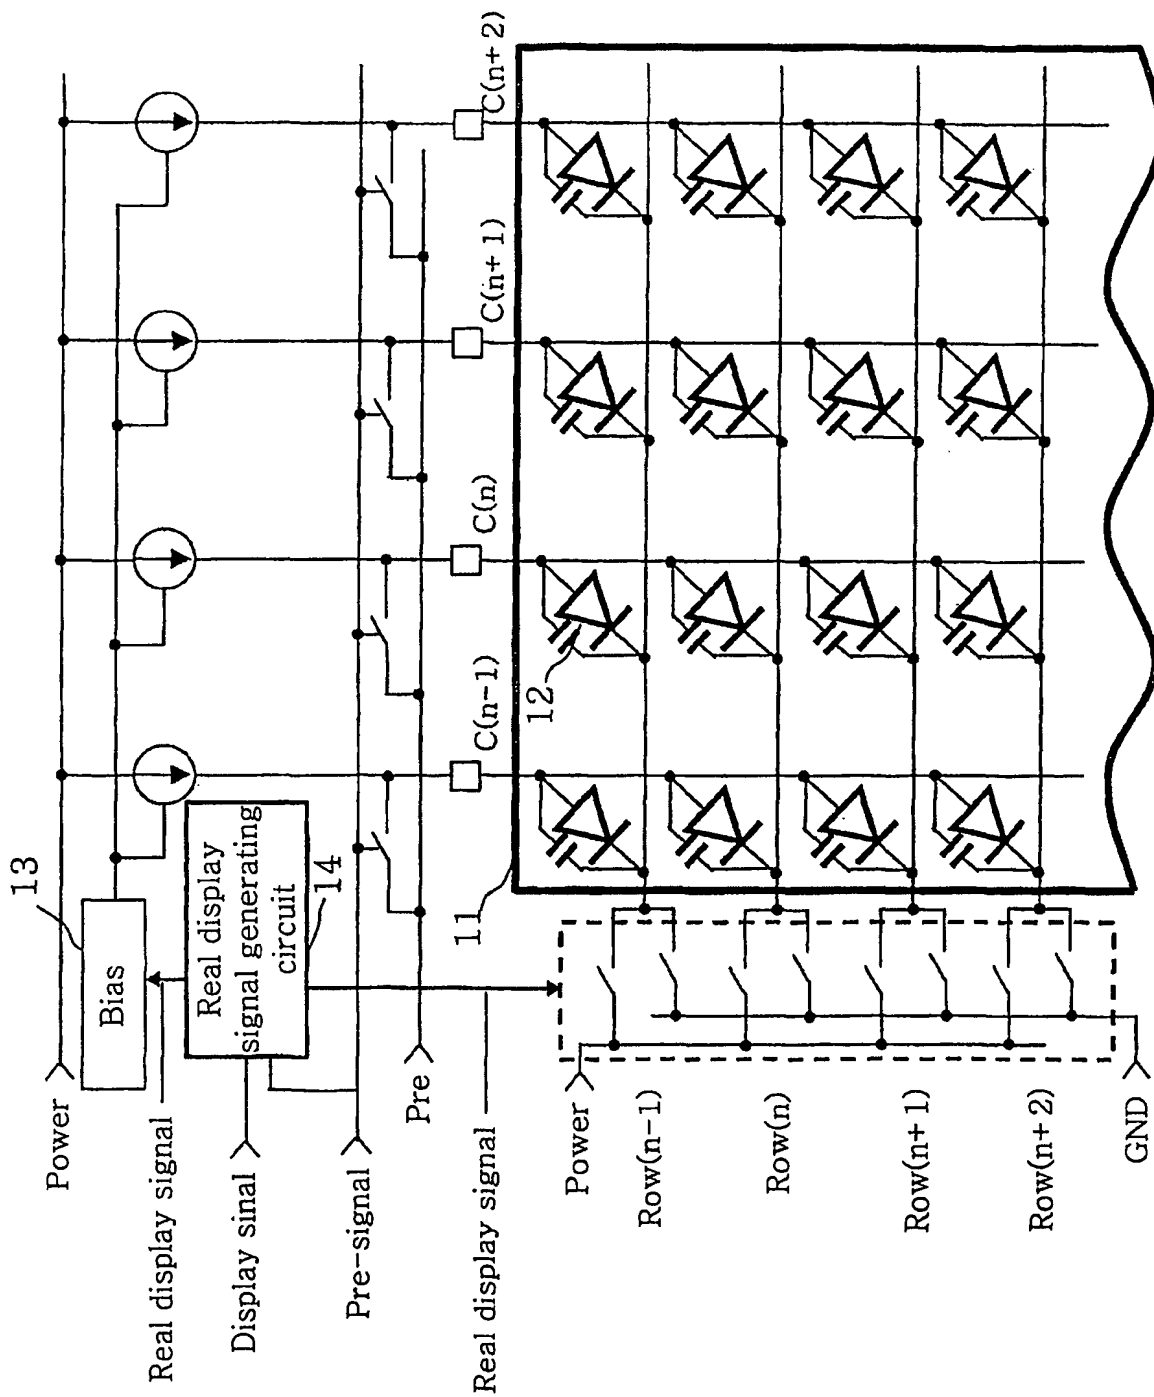 Power
13
Bias
Real display signal
Real display
signal generating
circuit
14
Display sinal
Pre-signal
Pre
Real display signal
C(n-1)
C(n)
C(n+1)
C(n+2)
11
12
Power
Row(n-1)
Row(n)
Row(n+1)
Row(n+2)
GND